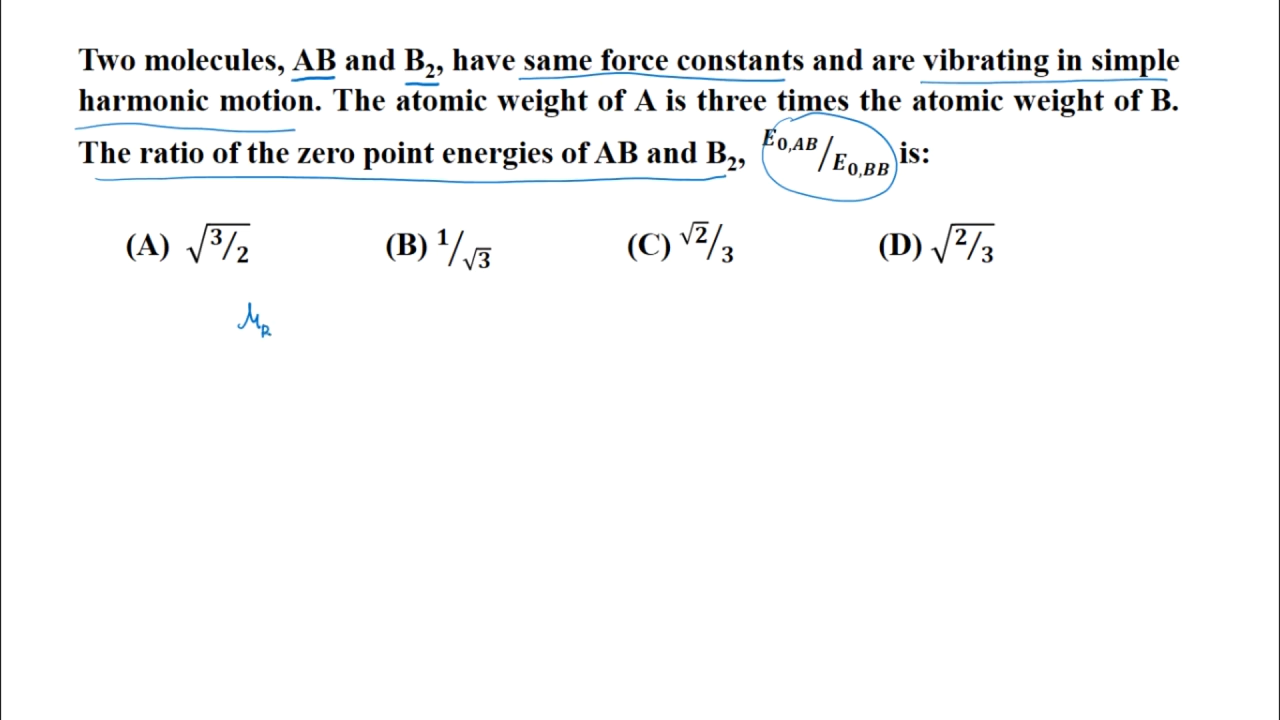 Two molecules, AB and B₂, have same force constants and are vibrating in simple
harmonic motion. The atomic weight of A is three times the atomic weight of B.
The ratio of the zero point energies of AB and B₂, E₀,AB/E₀,BB is:
(A) √3/2 (B) 1/√3 (C) √2/3 (D) √2/3